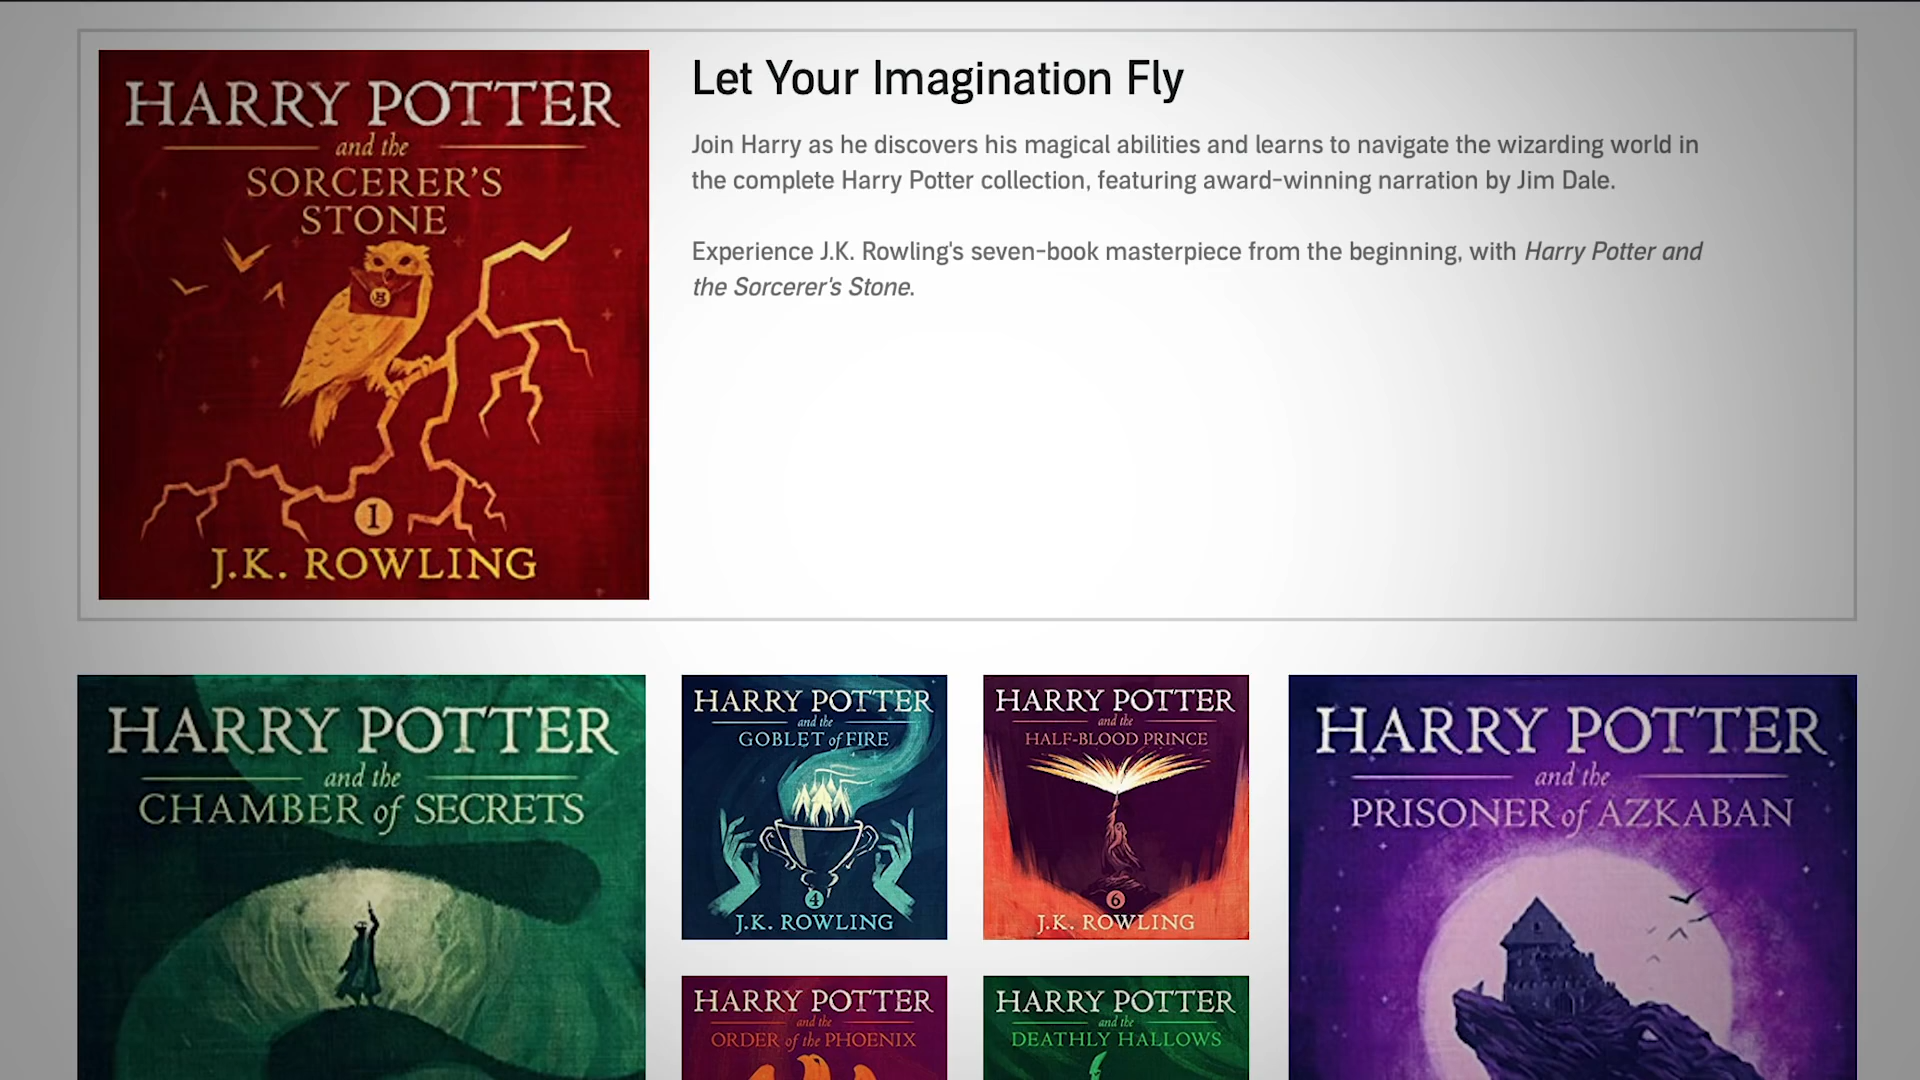 HARRY POTTER
and the
SORCERER'S
STONE
H
1
J.K. ROWLING
Let Your Imagination Fly
Join Harry as he discovers his magical abilities and learns to navigate the wizarding world in
the complete Harry Potter collection, featuring award-winning narration by Jim Dale.
Experience J.K. Rowling's seven-book masterpiece from the beginning, with Harry Potter and
the Sorcerer's Stone.
HARRY POTTER
and the
CHAMBER of SECRETS
HARRY POTTER
and the
GOBLET of FIRE
4
J.K. ROWLING
HARRY POTTER
and the
HALF-BLOOD PRINCE
6
J.K. ROWLING
HARRY POTTER
and the
PRISONER of AZKABAN
HARRY POTTER
and the
ORDER of the PHOENIX
HARRY POTTER
and the
DEATHLY HALLOWS